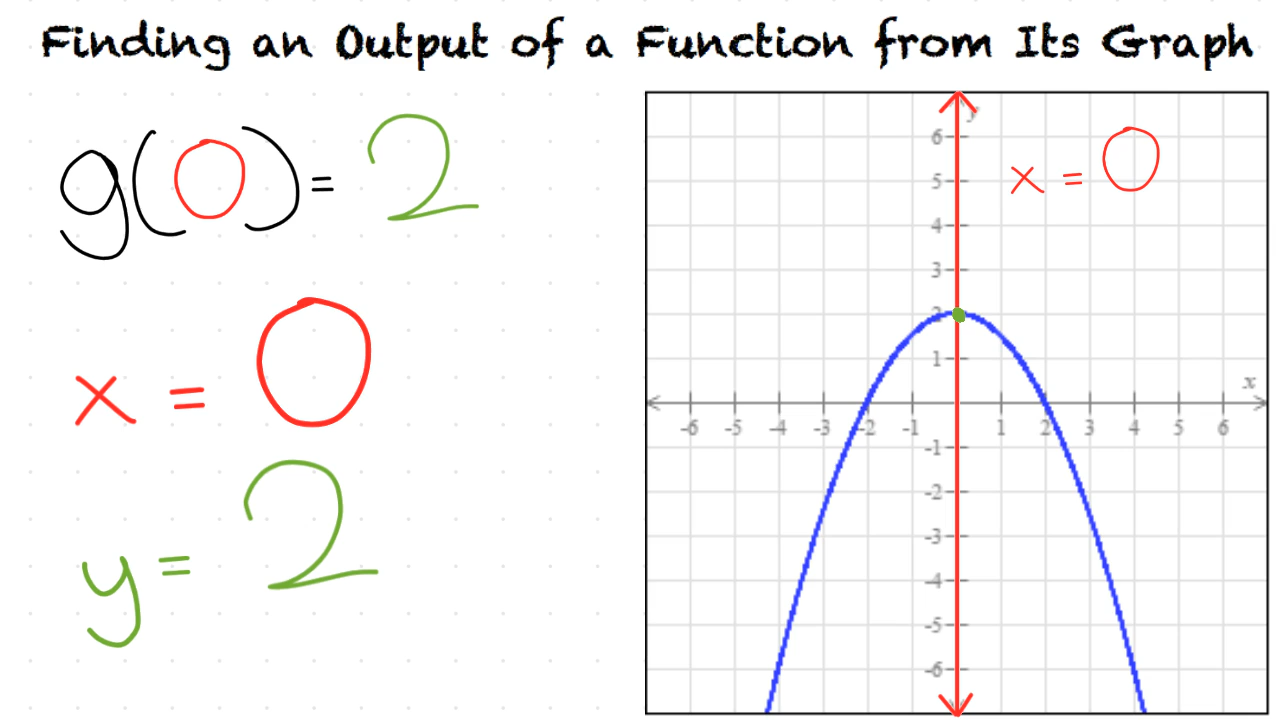 Finding an Output of a Function from Its Graph
g(0) = 2
x = 0
y = 2
y
x = 0
6
5
4
3
2
1
x
-6 -5 -4 -3 -2 -1 1 2 3 4 5 6
-1
-2
-3
-4
-5
-6